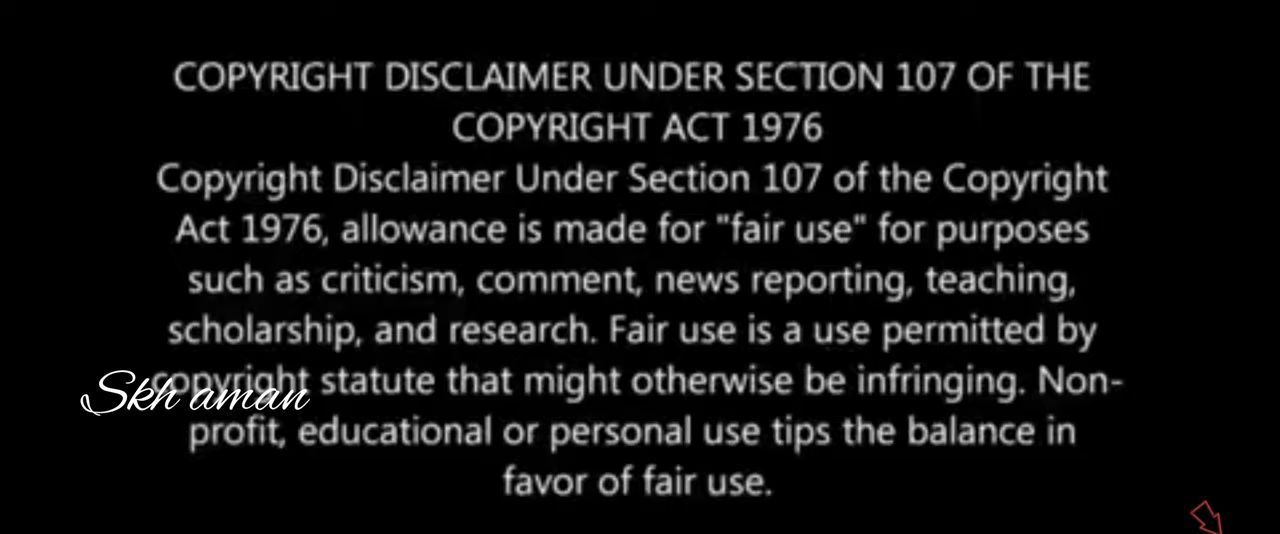 COPYRIGHT DISCLAIMER UNDER SECTION 107 OF THE
COPYRIGHT ACT 1976
Copyright Disclaimer Under Section 107 of the Copyright
Act 1976, allowance is made for "fair use" for purposes
such as criticism, comment, news reporting, teaching,
scholarship, and research. Fair use is a use permitted by
copyright statute that might otherwise be infringing. Non-
Skh aman
profit, educational or personal use tips the balance in
favor of fair use.